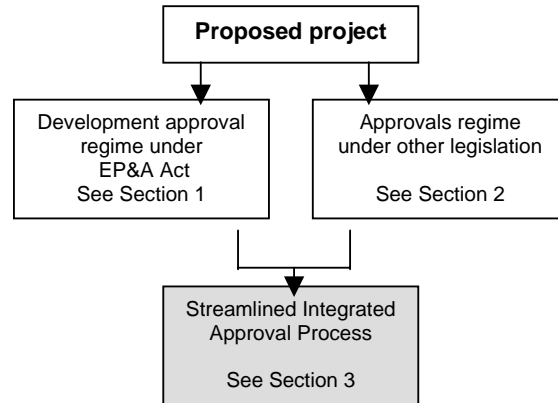 Proposed project
Development approval
regime under
EP&A Act
See Section 1
Approvals regime
under other legislation
See Section 2
Streamlined Integrated
Approval Process
See Section 3